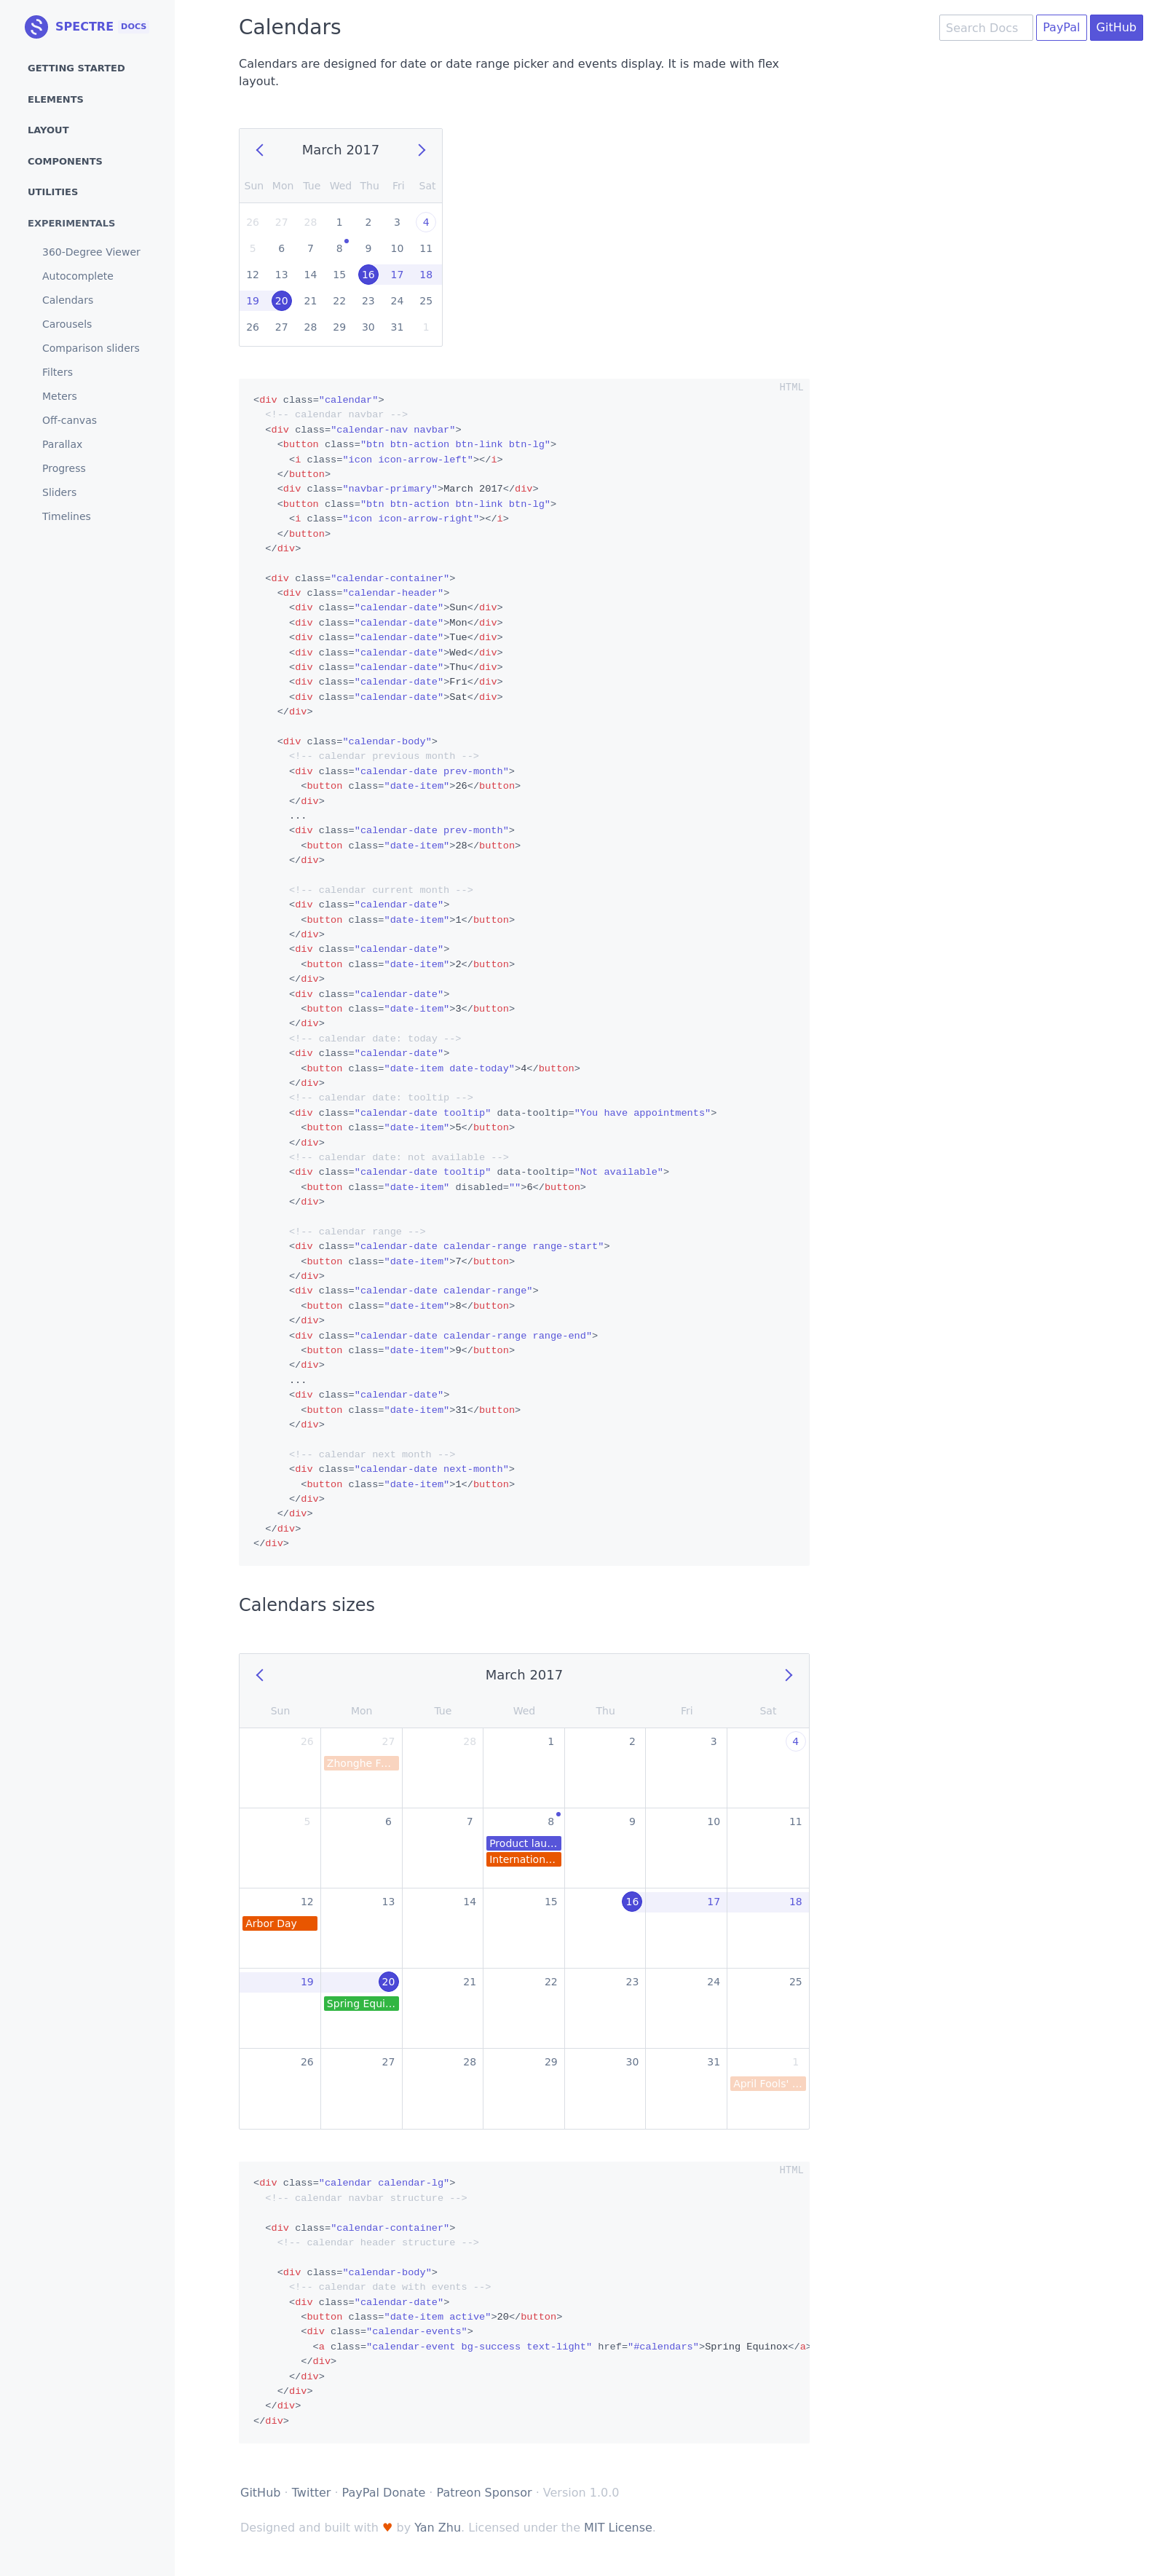 SPECTRE DOCS
GETTING STARTED
ELEMENTS
LAYOUT
COMPONENTS
UTILITIES
EXPERIMENTALS
360-Degree Viewer
Autocomplete
Calendars
Carousels
Comparison sliders
Filters
Meters
Off-canvas
Parallax
Progress
Sliders
Timelines
Calendars
Search Docs PayPal GitHub
Calendars are designed for date or date range picker and events display. It is made with flex
layout.
March 2017
Sun Mon Tue Wed Thu Fri Sat
26 27 28 1 2 3 4
5 6 7 8 9 10 11
12 13 14 15 16 17 18
19 20 21 22 23 24 25
26 27 28 29 30 31 1
HTML
<div class="calendar">
  <!-- calendar navbar -->
  <div class="calendar-nav navbar">
    <button class="btn btn-action btn-link btn-lg">
      <i class="icon icon-arrow-left"></i>
    </button>
    <div class="navbar-primary">March 2017</div>
    <button class="btn btn-action btn-link btn-lg">
      <i class="icon icon-arrow-right"></i>
    </button>
  </div>
  <div class="calendar-container">
    <div class="calendar-header">
      <div class="calendar-date">Sun</div>
      <div class="calendar-date">Mon</div>
      <div class="calendar-date">Tue</div>
      <div class="calendar-date">Wed</div>
      <div class="calendar-date">Thu</div>
      <div class="calendar-date">Fri</div>
      <div class="calendar-date">Sat</div>
    </div>
    <div class="calendar-body">
      <!-- calendar previous month -->
      <div class="calendar-date prev-month">
        <button class="date-item">26</button>
      </div>
      ...
      <div class="calendar-date prev-month">
        <button class="date-item">28</button>
      </div>
      <!-- calendar current month -->
      <div class="calendar-date">
        <button class="date-item">1</button>
      </div>
      <div class="calendar-date">
        <button class="date-item">2</button>
      </div>
      <div class="calendar-date">
        <button class="date-item">3</button>
      </div>
      <!-- calendar date: today -->
      <div class="calendar-date">
        <button class="date-item date-today">4</button>
      </div>
      <!-- calendar date: tooltip -->
      <div class="calendar-date tooltip" data-tooltip="You have appointments">
        <button class="date-item">5</button>
      </div>
      <!-- calendar date: not available -->
      <div class="calendar-date tooltip" data-tooltip="Not available">
        <button class="date-item" disabled="">6</button>
      </div>
      <!-- calendar range -->
      <div class="calendar-date calendar-range range-start">
        <button class="date-item">7</button>
      </div>
      <div class="calendar-date calendar-range">
        <button class="date-item">8</button>
      </div>
      <div class="calendar-date calendar-range range-end">
        <button class="date-item">9</button>
      </div>
      ...
      <div class="calendar-date">
        <button class="date-item">31</button>
      </div>
      <!-- calendar next month -->
      <div class="calendar-date next-month">
        <button class="date-item">1</button>
      </div>
    </div>
  </div>
</div>
Calendars sizes
March 2017
Sun Mon Tue Wed Thu Fri Sat
26 27 28 1 2 3 4
Zhonghe F...
5 6 7 8 9 10 11
Product lau...
Internation...
12 13 14 15 16 17 18
Arbor Day
19 20 21 22 23 24 25
Spring Equi...
26 27 28 29 30 31 1
April Fools' ...
HTML
<div class="calendar calendar-lg">
  <!-- calendar navbar structure -->
  <div class="calendar-container">
    <!-- calendar header structure -->
    <div class="calendar-body">
      <!-- calendar date with events -->
      <div class="calendar-date">
        <button class="date-item active">20</button>
        <div class="calendar-events">
          <a class="calendar-event bg-success text-light" href="#calendars">Spring Equinox</a>
        </div>
      </div>
    </div>
  </div>
</div>
GitHub · Twitter · PayPal Donate · Patreon Sponsor · Version 1.0.0
Designed and built with ♥ by Yan Zhu. Licensed under the MIT License.